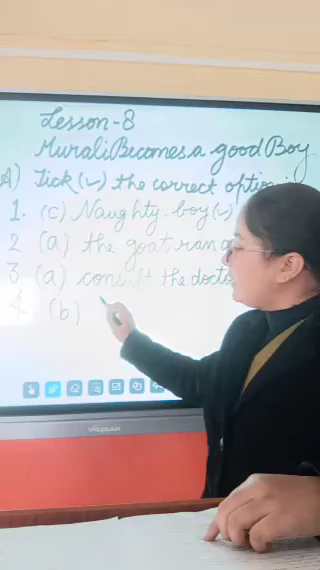 Lesson-8
Murali Becomes a good Boy
A) Tick (✓) the correct option:
1. (c) Naughty boy (✓)
2 (a) the goat ran
3 (a) consult the doctor
4. (b)